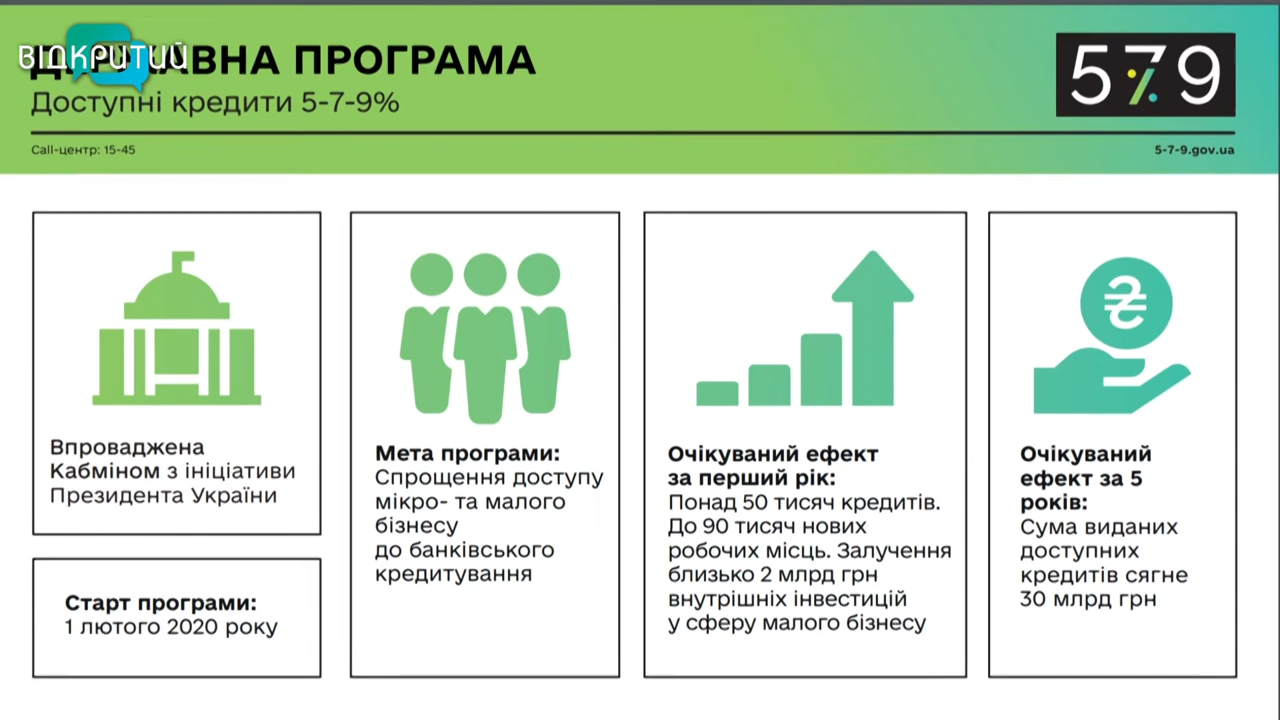 ВІДКРИТИЙ
ДЕРЖАВНА ПРОГРАМА
Доступні кредити 5-7-9%
5 7 % 9
Call-центр: 15-45
5-7-9.gov.ua
Впроваджена
Кабміном з ініціативи
Президента України
Старт програми:
1 лютого 2020 року
Мета програми:
Спрощення доступу
мікро- та малого
бізнесу
до банківського
кредитування
Очікуваний ефект
за перший рік:
Понад 50 тисяч кредитів.
До 90 тисяч нових
робочих місць. Залучення
близько 2 млрд грн
внутрішніх інвестицій
у сферу малого бізнесу
₴
Очікуваний
ефект за 5
років:
Сума виданих
доступних
кредитів сягне
30 млрд грн